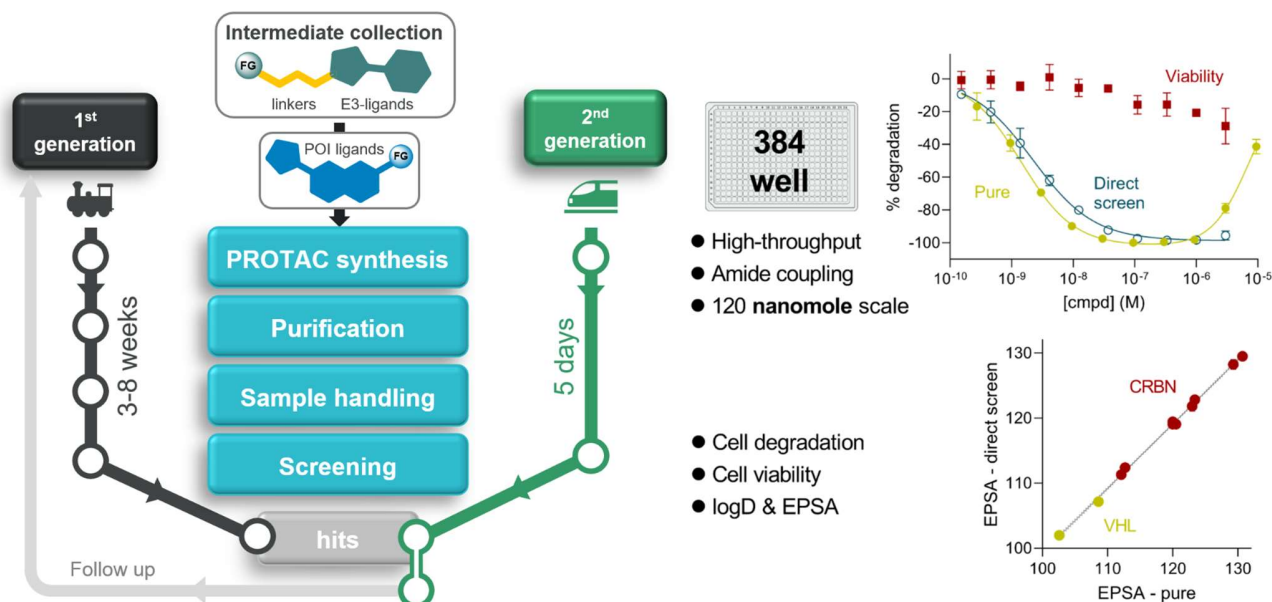 Intermediate collection
FG
linkers
E3-ligands
1st
generation
2nd
generation
POI ligands
FG
PROTAC synthesis
Purification
Sample handling
Screening
hits
3-8 weeks
5 days
Follow up
384
well
● High-throughput
● Amide coupling
● 120 nanomole scale
● Cell degradation
● Cell viability
● logD & EPSA
% degradation
0
-20
-40
-60
-80
-100
Viability
Pure
Direct
screen
10-10
10-9
10-8
10-7
10-6
10-5
[cmpd] (M)
EPSA - direct screen
130
120
110
100
CRBN
VHL
100
110
120
130
EPSA - pure